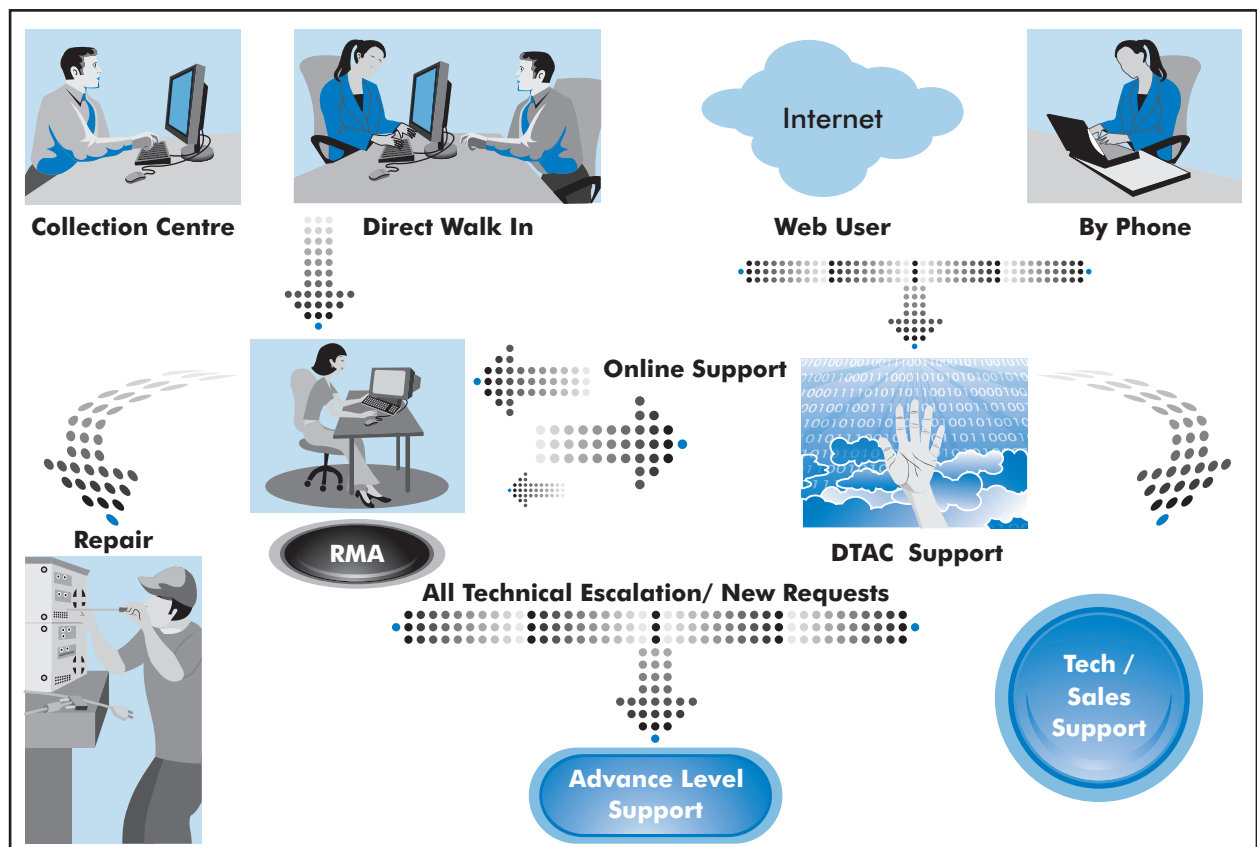 Internet
Collection Centre
Direct Walk In
Web User
By Phone
Online Support
Repair
RMA
DTAC Support
All Technical Escalation/ New Requests
Tech /
Sales
Support
Advance Level
Support